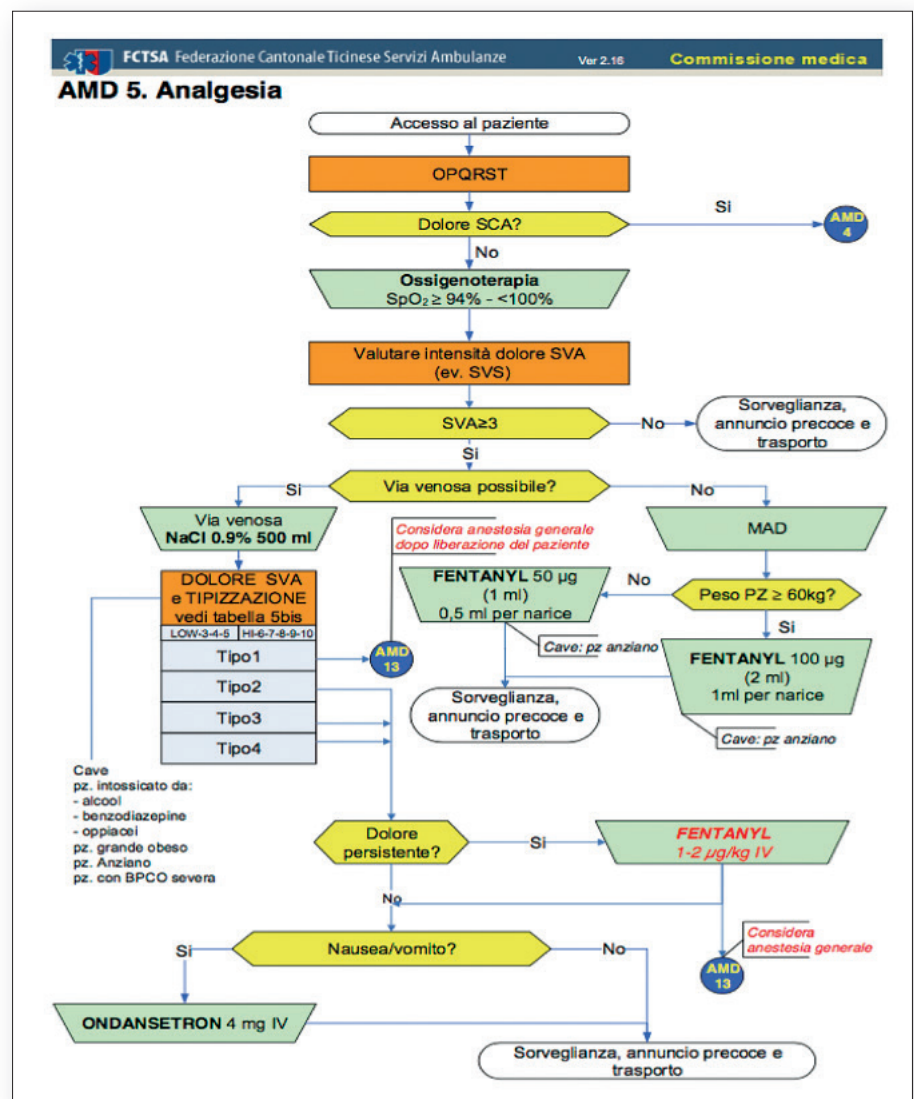 FCTSA Federazione Cantonale Ticinese Servizi Ambulanze
Ver 2.16
Commissione medica
AMD 5. Analgesia
Accesso al paziente
OPQRST
Dolore SCA?
Si
AMD
4
No
Ossigenoterapia
SpO₂ ≥ 94% - <100%
Valutare intensità dolore SVA
(ev. SVS)
SVA≥3
No
Sorveglianza,
annuncio precoce e
trasporto
Si
Via venosa possibile?
Si
No
Via venosa
NaCl 0.9% 500 ml
MAD
Considera anestesia generale
dopo liberazione del paziente
DOLORE SVA
e TIPIZZAZIONE
vedi tabella 5bis
LOW-3-4-5
HI-6-7-8-9-10
Tipo1
Tipo2
Tipo3
Tipo4
AMD
13
Peso PZ ≥ 60kg?
No
Si
FENTANYL 50 µg
(1 ml)
0,5 ml per narice
Cave: pz anziano
FENTANYL 100 µg
(2 ml)
1ml per narice
Cave: pz anziano
Sorveglianza,
annuncio precoce e
trasporto
Cave
pz. intossicato da:
- alcool
- benzodiazepine
- oppiacei
pz. grande obeso
pz. Anziano
pz. con BPCO severa
Dolore
persistente?
Si
FENTANYL
1-2 µg/kg IV
No
Considera
anestesia generale
AMD
13
Nausea/vomito?
Si
No
ONDANSETRON 4 mg IV
Sorveglianza, annuncio precoce e
trasporto